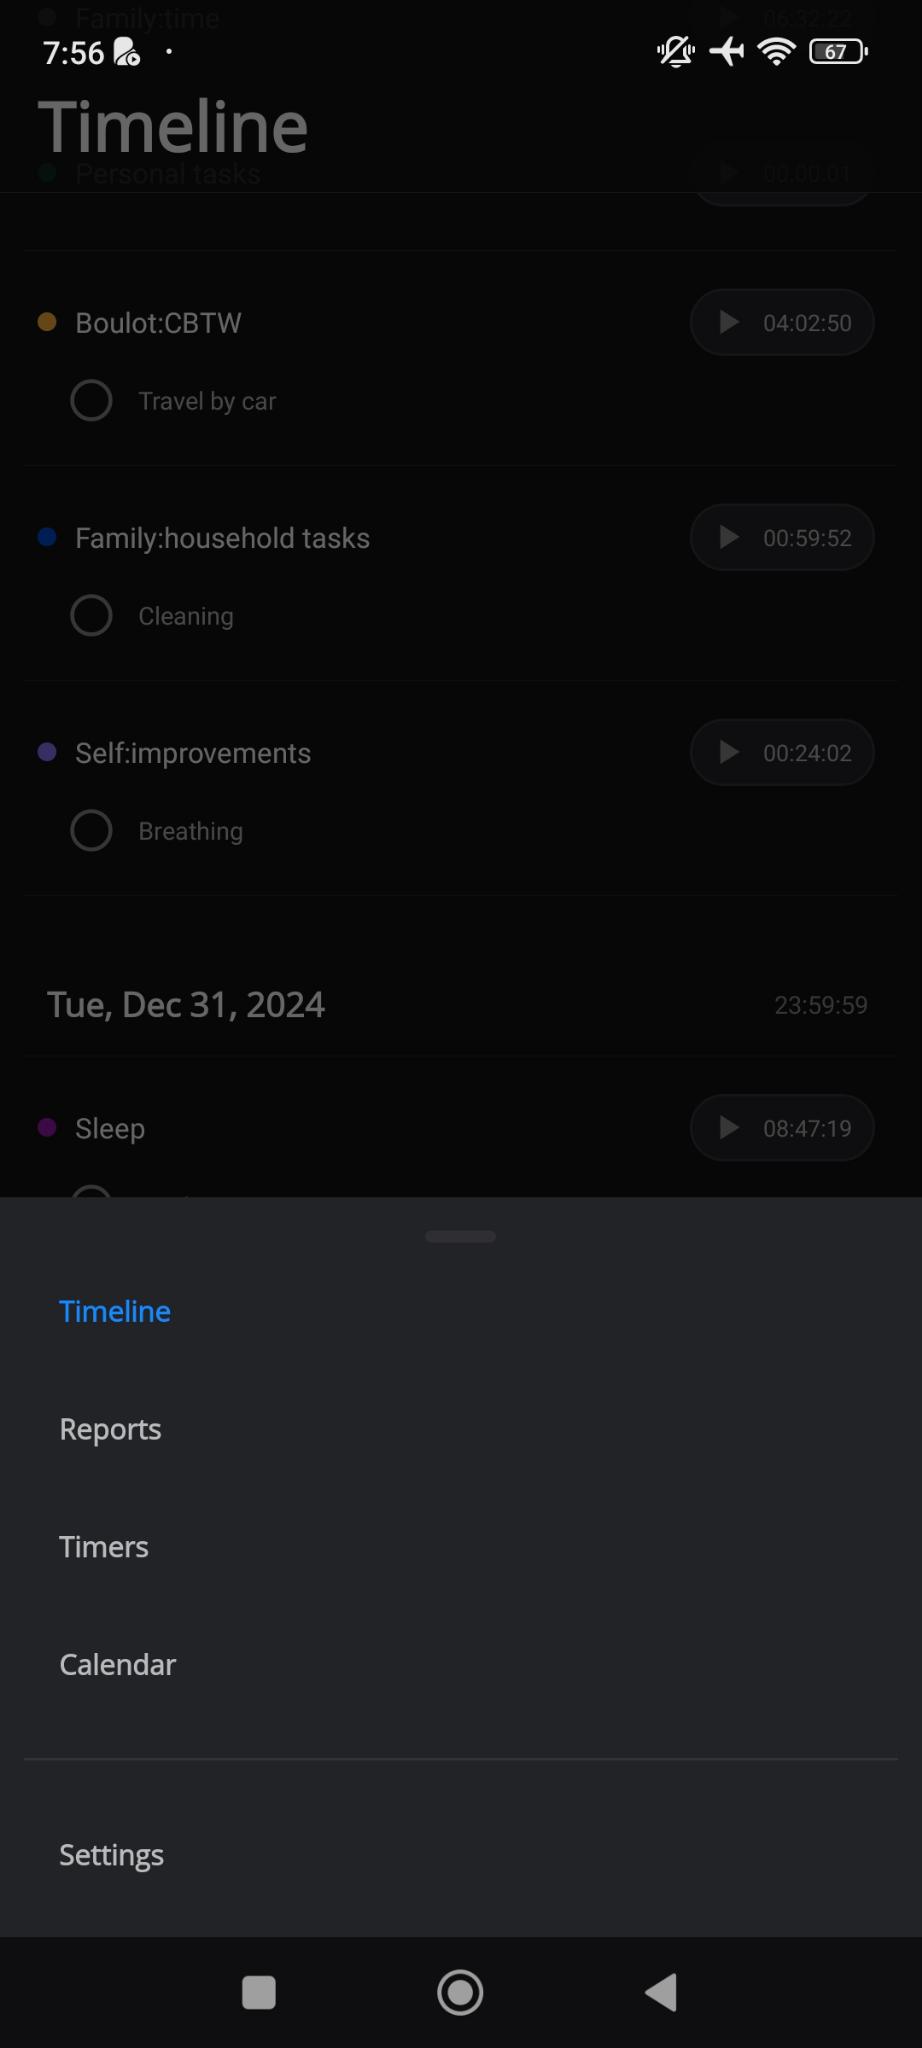 Family:time
06:32:22
7:56
67
Timeline
Personal tasks
00:00:01
Boulot:CBTW
04:02:50
Travel by car
Family:household tasks
00:59:52
Cleaning
Self:improvements
00:24:02
Breathing
Tue, Dec 31, 2024
23:59:59
Sleep
08:47:19
Timeline
Reports
Timers
Calendar
Settings